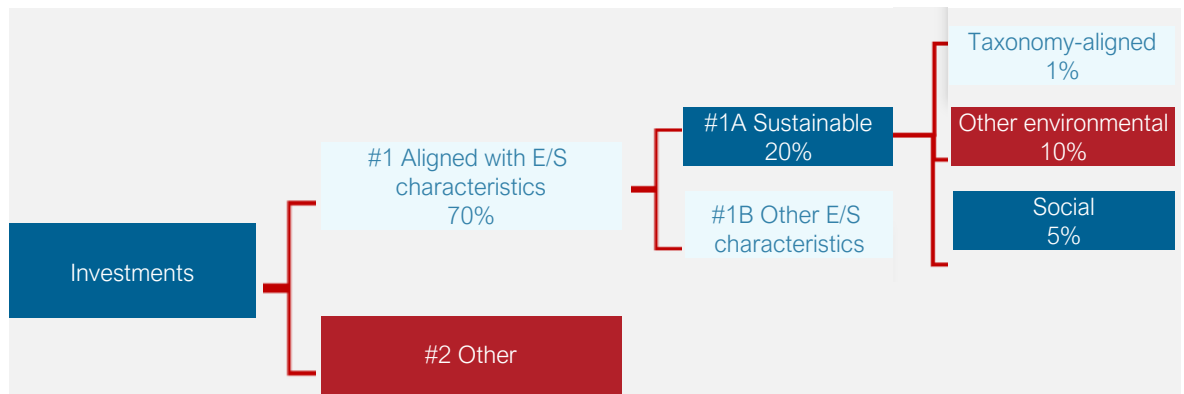 Investments
#1 Aligned with E/S
characteristics
70%
#2 Other
#1A Sustainable
20%
#1B Other E/S
characteristics
Taxonomy-aligned
1%
Other environmental
10%
Social
5%